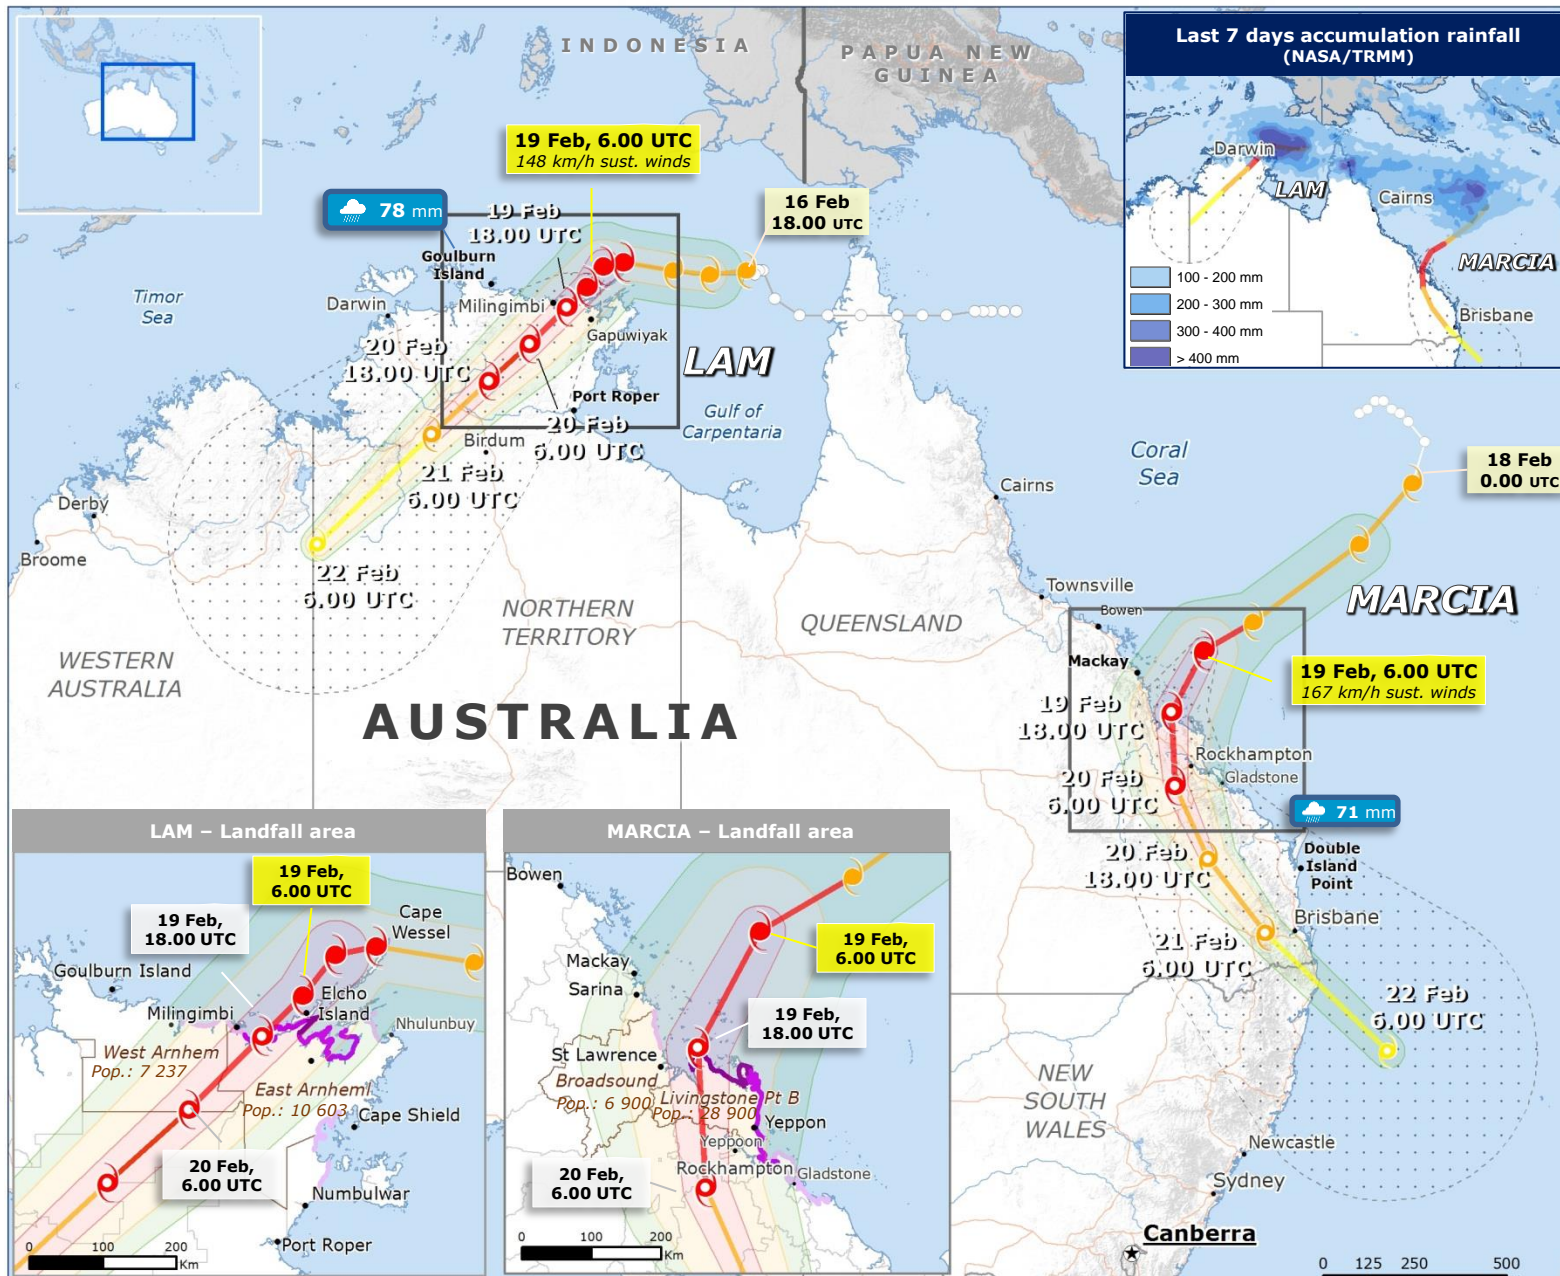 INDONESIA
PAPUA NEW
GUINEA
Last 7 days accumulation rainfall
(NASA/TRMM)
Darwin
LAM
Cairns
MARCIA
Brisbane
100 - 200 mm
200 - 300 mm
300 - 400 mm
> 400 mm
19 Feb, 6.00 UTC
148 km/h sust. winds
16 Feb
18.00 UTC
78 mm
19 Feb
18.00 UTC
Goulburn
Island
Timor
Sea
Darwin
Milingimbi
Gapuwiyak
20 Feb
18.00 UTC
LAM
Port Roper
Gulf of
Carpentaria
20 Feb
6.00 UTC
Birdum
21 Feb
6.00 UTC
Derby
Broome
22 Feb
6.00 UTC
Coral
Sea
18 Feb
0.00 UTC
Cairns
Townsville
Bowen
MARCIA
NORTHERN
TERRITORY
QUEENSLAND
WESTERN
AUSTRALIA
AUSTRALIA
Mackay
19 Feb, 6.00 UTC
167 km/h sust. winds
19 Feb
18.00 UTC
Rockhampton
Gladstone
20 Feb
6.00 UTC
71 mm
20 Feb
18.00 UTC
Double
Island
Point
Brisbane
21 Feb
6.00 UTC
22 Feb
6.00 UTC
NEW
SOUTH
WALES
Newcastle
Sydney
Canberra
0 125 250 500
LAM – Landfall area
19 Feb,
6.00 UTC
19 Feb,
18.00 UTC
Cape
Wessel
Goulburn Island
Elcho
Island
Milingimbi
Nhulunbuy
West Arnhem
Pop.: 7 237
East Arnhem
Pop.: 10 603
Cape Shield
20 Feb,
6.00 UTC
Numbulwar
Port Roper
0 100 200
Km
MARCIA – Landfall area
Bowen
19 Feb,
6.00 UTC
Mackay
Sarina
19 Feb,
18.00 UTC
St Lawrence
Broadsound
Pop.: 6 900
Livingstone Pt B
Pop.: 28 900
Yeppon
Yeppoon
Rockhampton
Gladstone
20 Feb,
6.00 UTC
0 100 200
Km